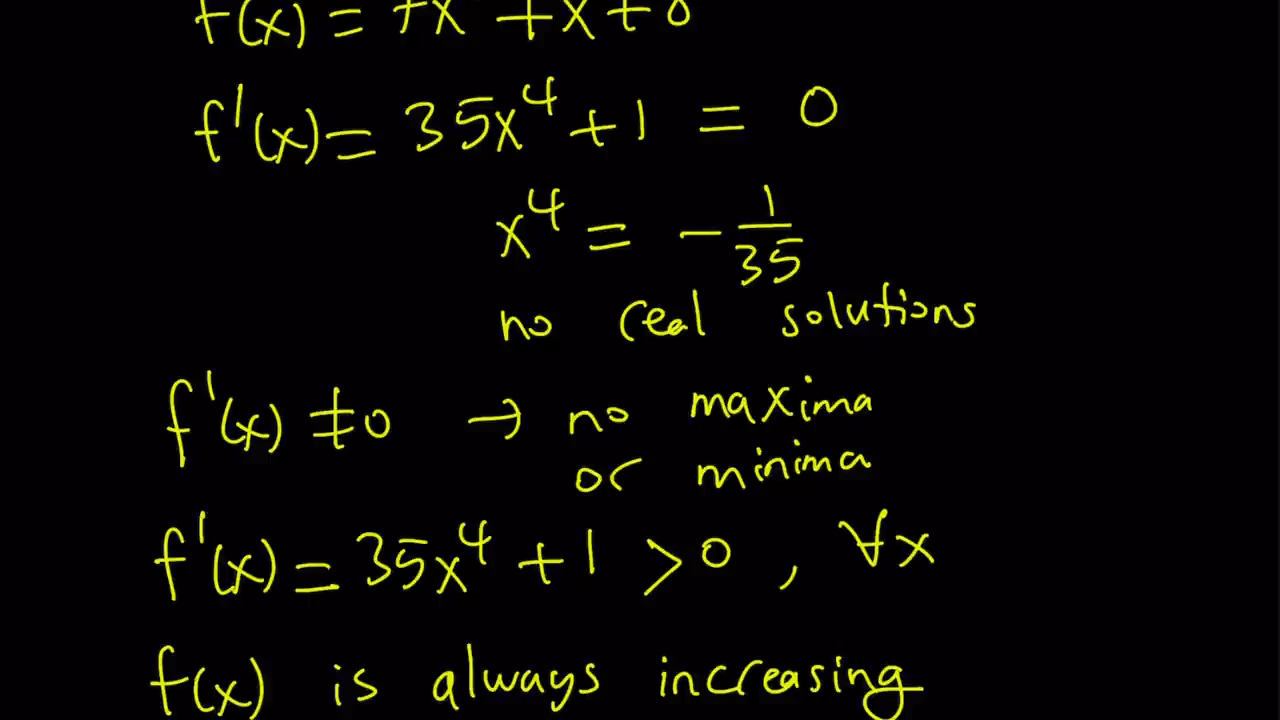 f(x) = 7x + x + 
f'(x) = 35x⁴ + 1 = 0
x⁴ = - 1/35
no real solutions
f'(x) ≠ 0 → no maxima
or minima
f'(x) = 35x⁴ + 1 > 0 , ∀x
f(x) is always increasing